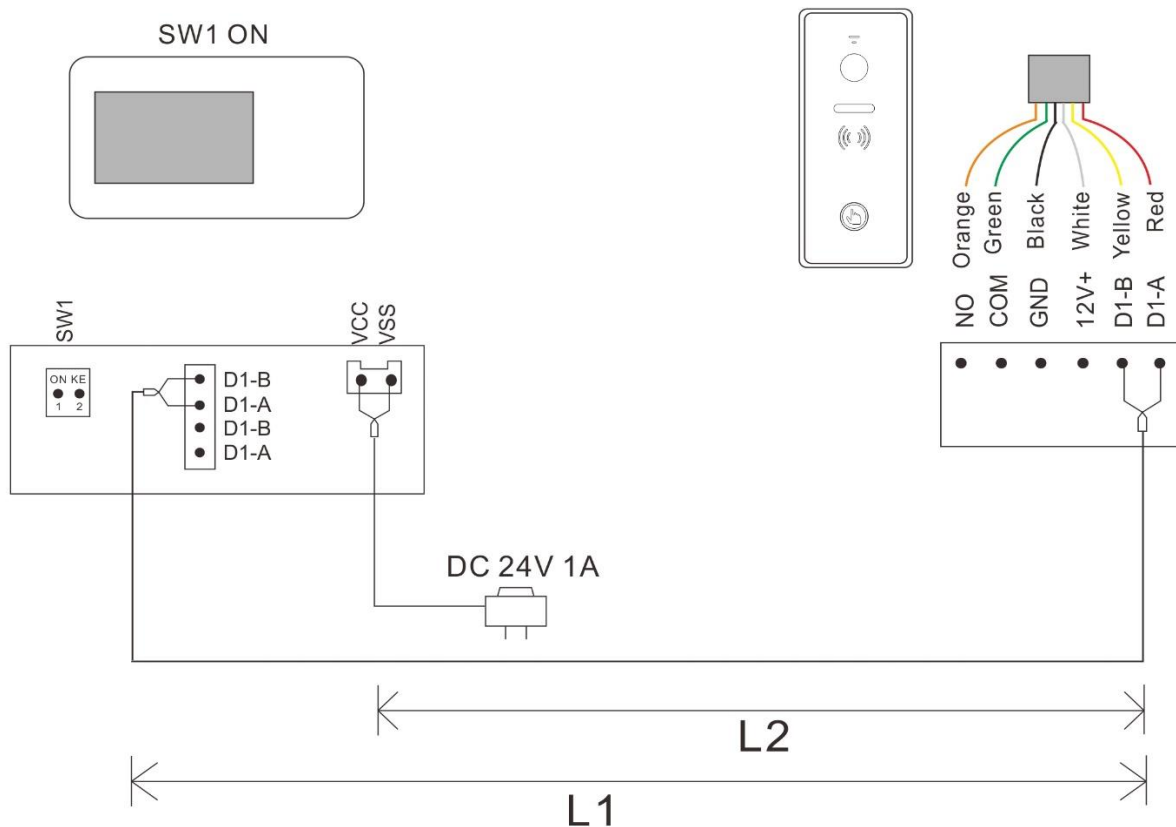 SW1 ON
Orange
Green
Black
White
Yellow
Red
NO
COM
GND
12V+
D1-B
D1-A
SW1
VCC
VSS
ON KE
1 2
D1-B
D1-A
D1-B
D1-A
DC 24V 1A
L2
L1